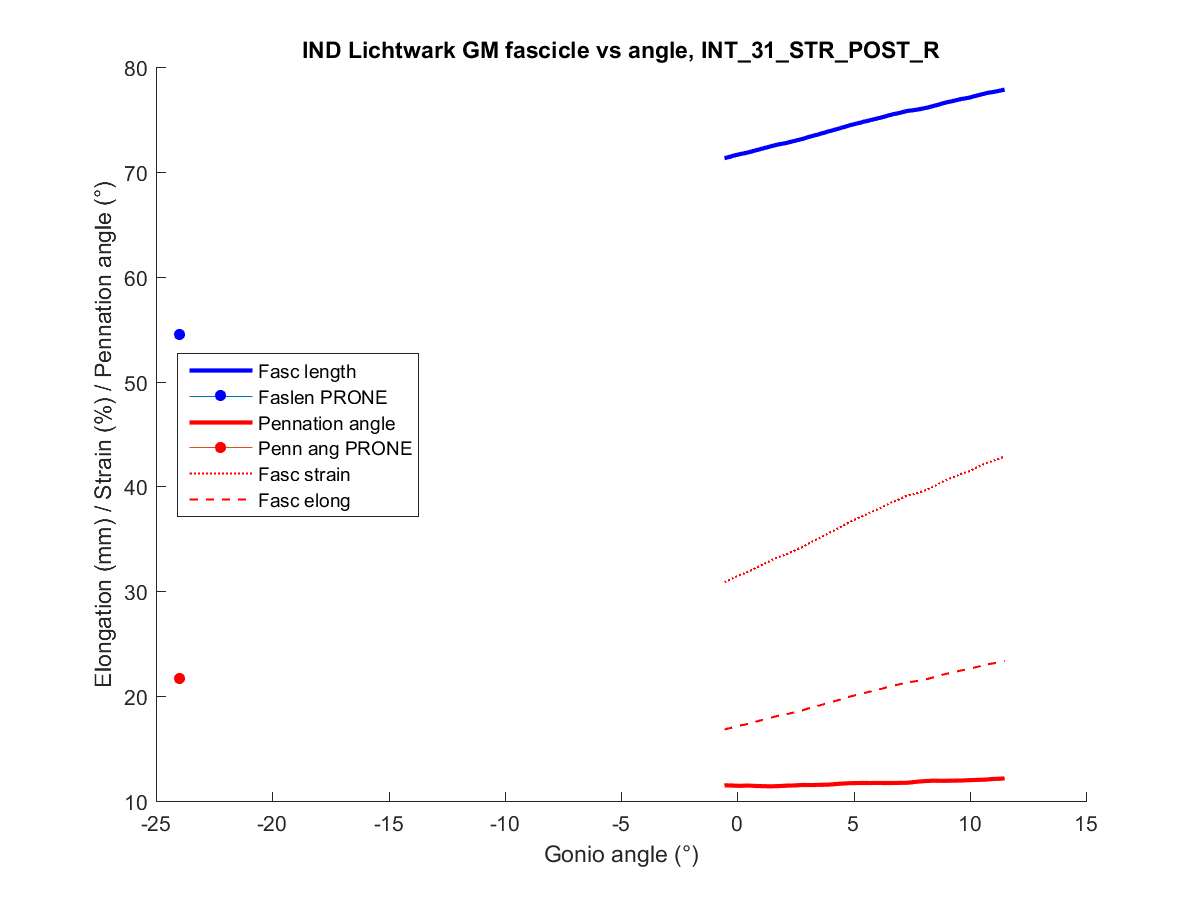 IND Lichtwark GM fascicle vs angle, INT_31_STR_POST_R
Elongation (mm) / Strain (%) / Pennation angle (°)
80
70
60
50
40
30
20
10
Fasc length
Faslen PRONE
Pennation angle
Penn ang PRONE
Fasc strain
Fasc elong
-25 -20 -15 -10 -5 0 5 10 15
Gonio angle (°)